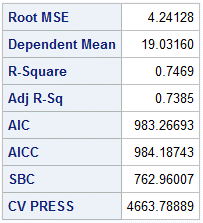 Root MSE 4.24128
Dependent Mean 19.03160
R-Square 0.7469
Adj R-Sq 0.7385
AIC 983.26693
AICC 984.18743
SBC 762.96007
CV PRESS 4663.78889